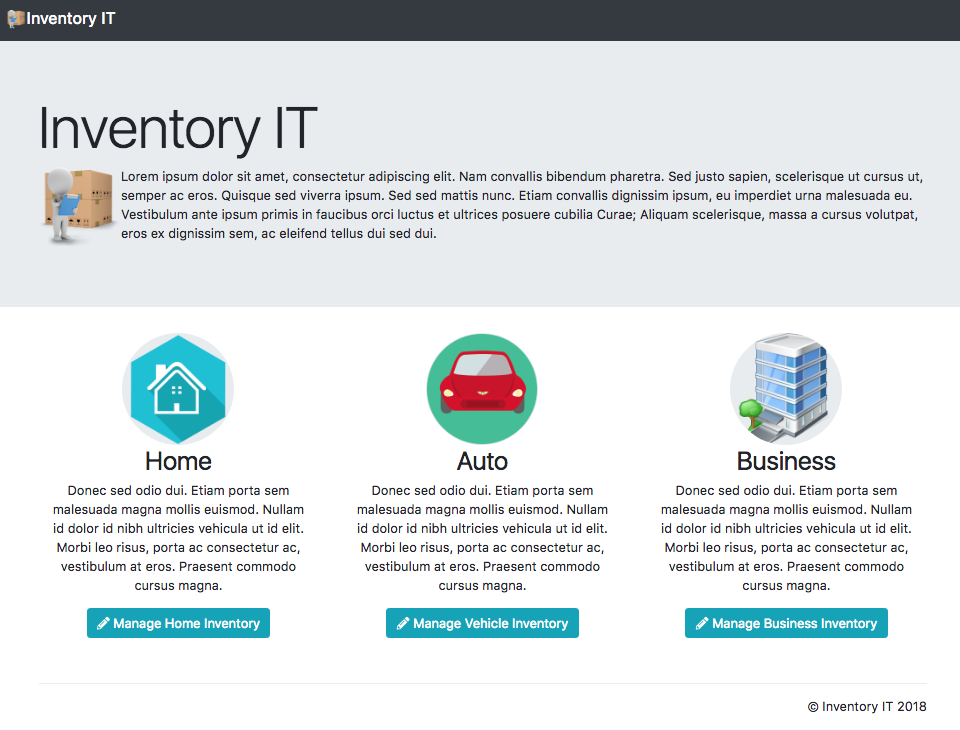 Inventory IT
Inventory IT
Lorem ipsum dolor sit amet, consectetur adipiscing elit. Nam convallis bibendum pharetra. Sed justo sapien, scelerisque ut cursus ut,
semper ac eros. Quisque sed viverra ipsum. Sed sed mattis nunc. Etiam convallis dignissim ipsum, eu imperdiet urna malesuada eu.
Vestibulum ante ipsum primis in faucibus orci luctus et ultrices posuere cubilia Curae; Aliquam scelerisque, massa a cursus volutpat,
eros ex dignissim sem, ac eleifend tellus dui sed dui.
Home
Donec sed odio dui. Etiam porta sem
malesuada magna mollis euismod. Nullam
id dolor id nibh ultricies vehicula ut id elit.
Morbi leo risus, porta ac consectetur ac,
vestibulum at eros. Praesent commodo
cursus magna.
Manage Home Inventory
Auto
Donec sed odio dui. Etiam porta sem
malesuada magna mollis euismod. Nullam
id dolor id nibh ultricies vehicula ut id elit.
Morbi leo risus, porta ac consectetur ac,
vestibulum at eros. Praesent commodo
cursus magna.
Manage Vehicle Inventory
Business
Donec sed odio dui. Etiam porta sem
malesuada magna mollis euismod. Nullam
id dolor id nibh ultricies vehicula ut id elit.
Morbi leo risus, porta ac consectetur ac,
vestibulum at eros. Praesent commodo
cursus magna.
Manage Business Inventory
© Inventory IT 2018